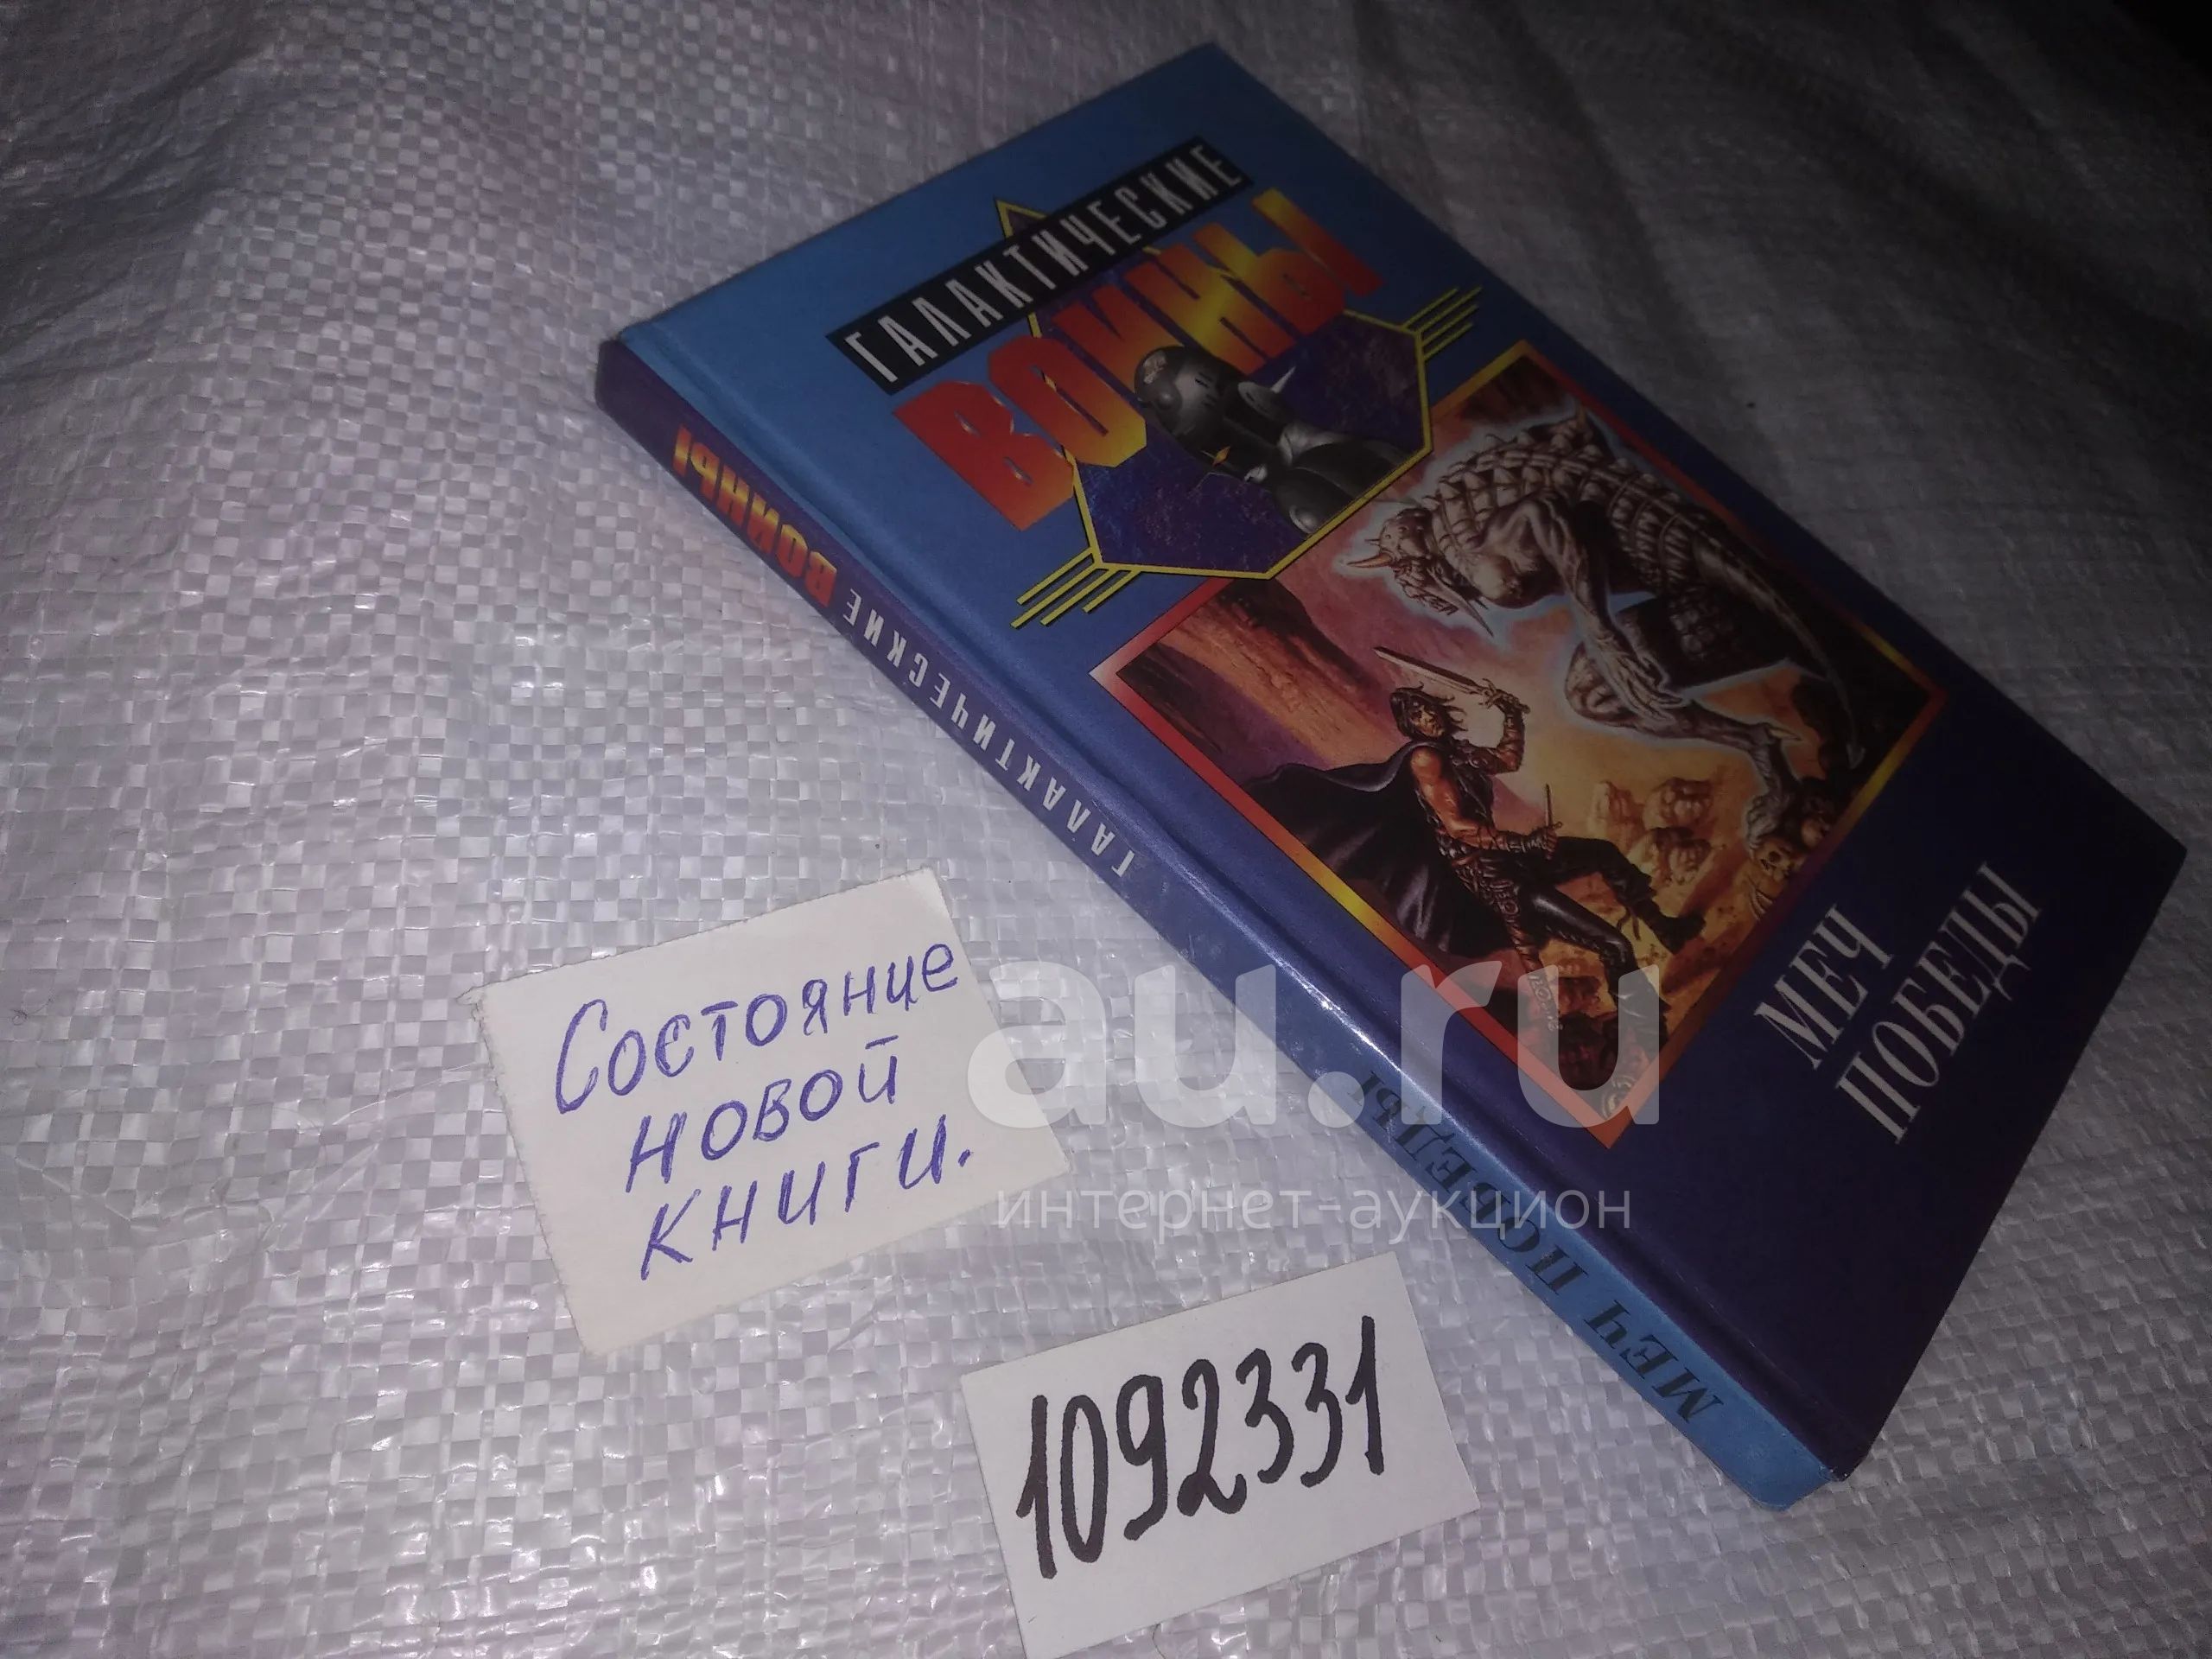 ГАЛАКТИЧЕСКИЕ
ВОИНЫ
МЕЧ
ПОБЕДЫ
ГАЛАКТИЧЕСКИЕ ВОИНЫ
МЕЧ ПОБЕДЫ
Состояние
новой
книги.
1092331
au.ru
интернет-аукцион